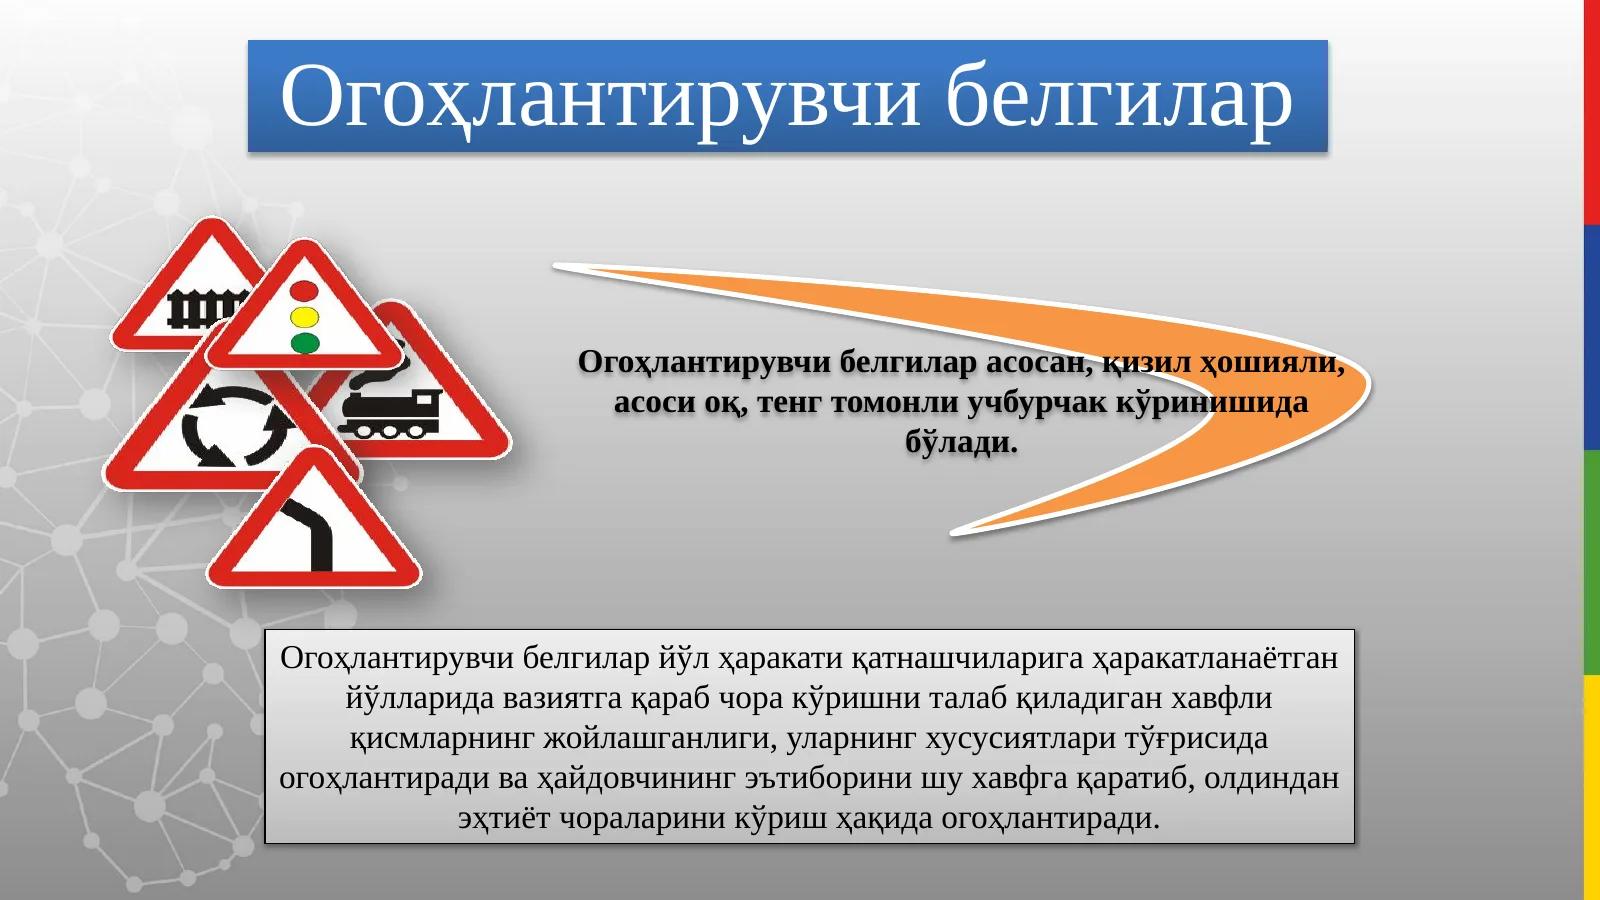 Огоҳлантирувчи белгилар
Огоҳлантирувчи белгилар асосан, қизил ҳошияли,
асоси оқ, тенг томонли учбурчак кўринишида
бўлади.
Огоҳлантирувчи белгилар йўл ҳаракати қатнашчиларига ҳаракатланаётган
йўлларида вазиятга қараб чора кўришни талаб қиладиган хавфли
қисмларнинг жойлашганлиги, уларнинг хусусиятлари тўғрисида
огоҳлантиради ва ҳайдовчининг эътиборини шу хавфга қаратиб, олдиндан
эҳтиёт чораларини кўриш ҳақида огоҳлантиради.